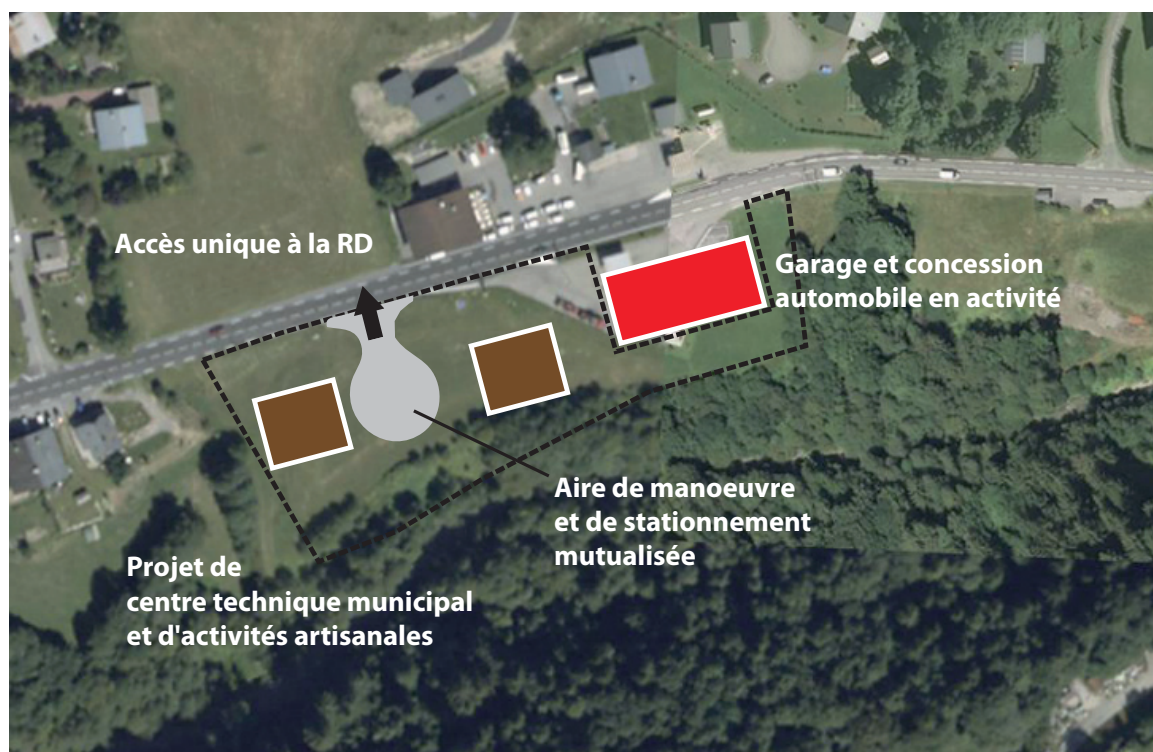 Accès unique à la RD
Garage et concession
automobile en activité
Aire de manoeuvre
et de stationnement
mutualisée
Projet de
centre technique municipal
et d'activités artisanales